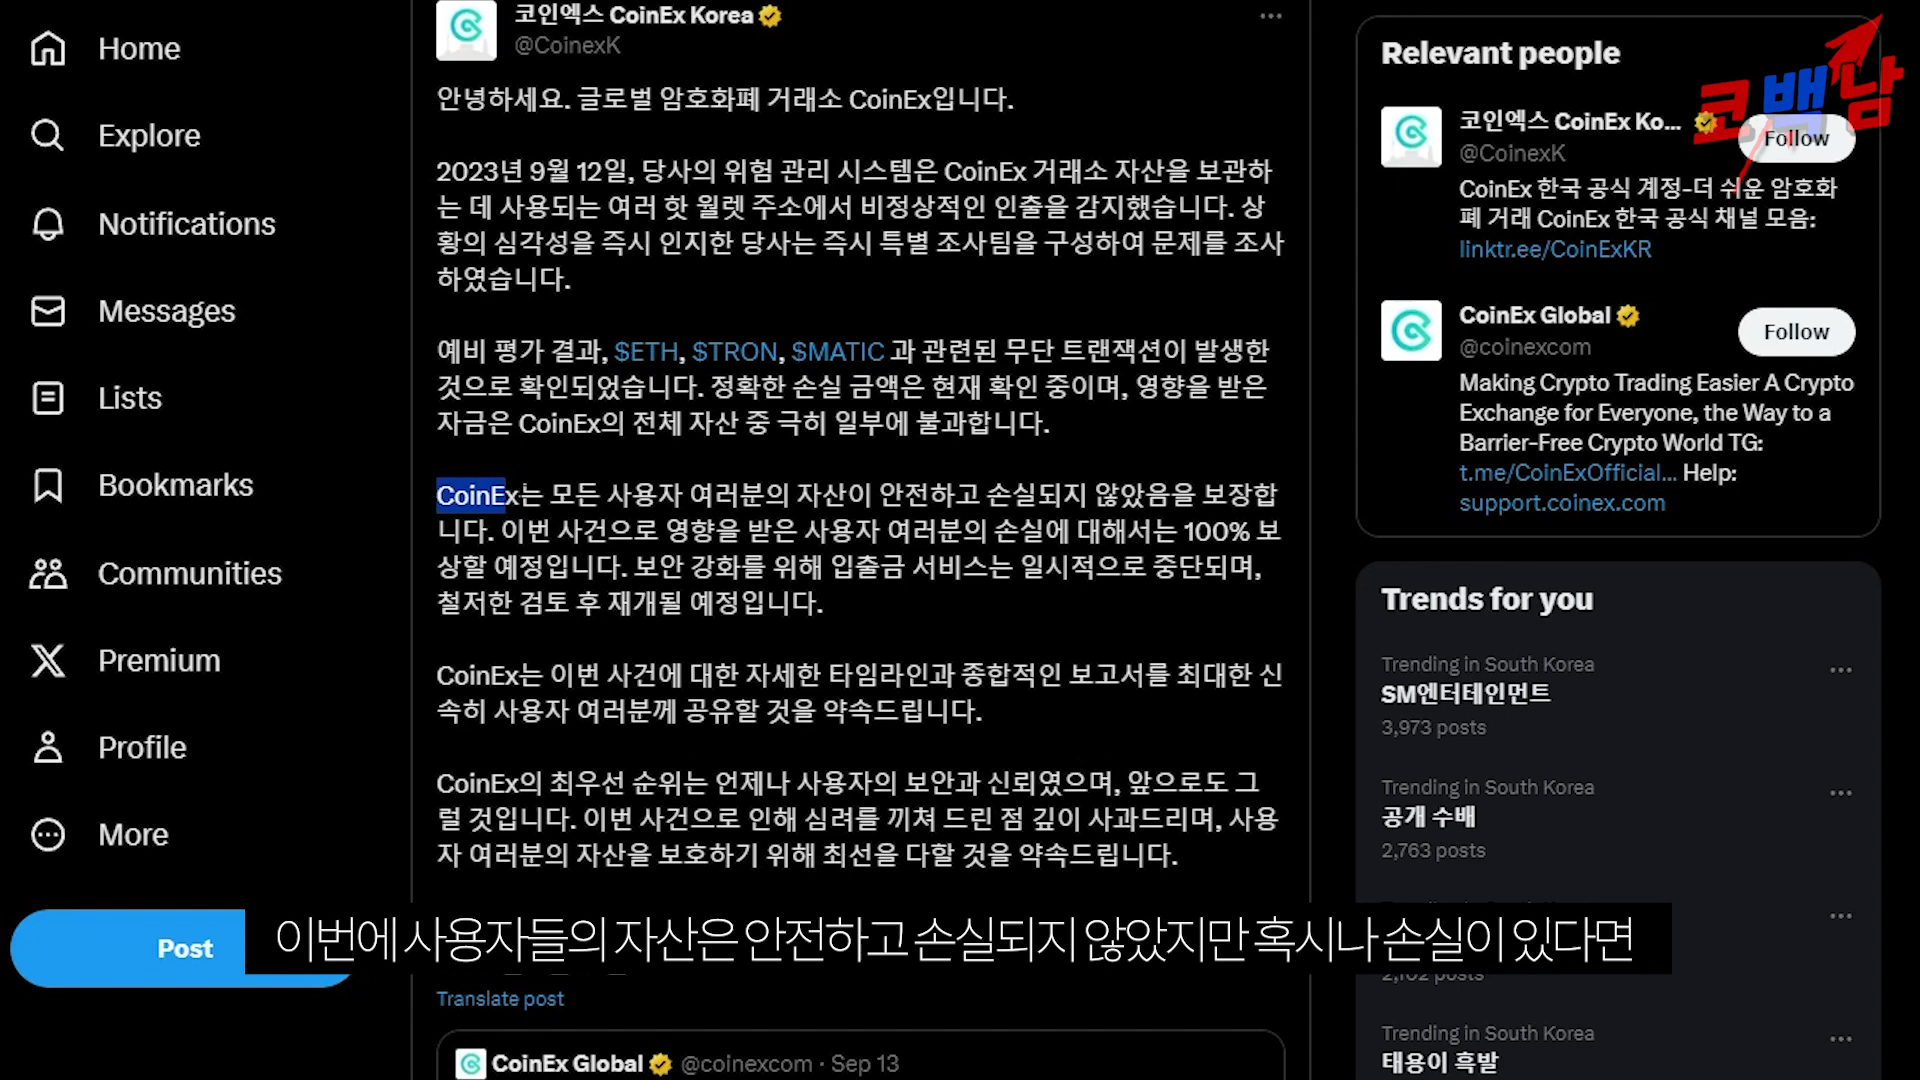 Home
Explore
Notifications
Messages
Lists
Bookmarks
Communities
Premium
Profile
More
Post
코인엑스 CoinEx Korea
@CoinexK
안녕하세요. 글로벌 암호화폐 거래소 CoinEx입니다.
2023년 9월 12일, 당사의 위험 관리 시스템은 CoinEx 거래소 자산을 보관하
는 데 사용되는 여러 핫 월렛 주소에서 비정상적인 인출을 감지했습니다. 상
황의 심각성을 즉시 인지한 당사는 즉시 특별 조사팀을 구성하여 문제를 조사
하였습니다.
예비 평가 결과, $ETH, $TRON, $MATIC 과 관련된 무단 트랜잭션이 발생한
것으로 확인되었습니다. 정확한 손실 금액은 현재 확인 중이며, 영향을 받은
자금은 CoinEx의 전체 자산 중 극히 일부에 불과합니다.
CoinEx는 모든 사용자 여러분의 자산이 안전하고 손실되지 않았음을 보장합
니다. 이번 사건으로 영향을 받은 사용자 여러분의 손실에 대해서는 100% 보
상할 예정입니다. 보안 강화를 위해 입출금 서비스는 일시적으로 중단되며,
철저한 검토 후 재개될 예정입니다.
CoinEx는 이번 사건에 대한 자세한 타임라인과 종합적인 보고서를 최대한 신
속히 사용자 여러분께 공유할 것을 약속드립니다.
CoinEx의 최우선 순위는 언제나 사용자의 보안과 신뢰였으며, 앞으로도 그
럴 것입니다. 이번 사건으로 인해 심려를 끼쳐 드린 점 깊이 사과드리며, 사용
자 여러분의 자산을 보호하기 위해 최선을 다할 것을 약속드립니다.
이번에 사용자들의 자산은 안전하고 손실되지 않았지만 혹시나 손실이 있다면
Translate post
CoinEx Global @coinexcom · Sep 13
Relevant people
코백남
코인엑스 CoinEx Ko...
@CoinexK
Follow
CoinEx 한국 공식 계정-더 쉬운 암호화
폐 거래 CoinEx 한국 공식 채널 모음:
linktr.ee/CoinExKR
CoinEx Global
@coinexcom
Follow
Making Crypto Trading Easier A Crypto
Exchange for Everyone, the Way to a
Barrier-Free Crypto World TG:
t.me/CoinExOfficial... Help:
support.coinex.com
Trends for you
Trending in South Korea
SM엔터테인먼트
3,973 posts
Trending in South Korea
공개 수배
2,763 posts
Trending in South Korea
태용이 흑발